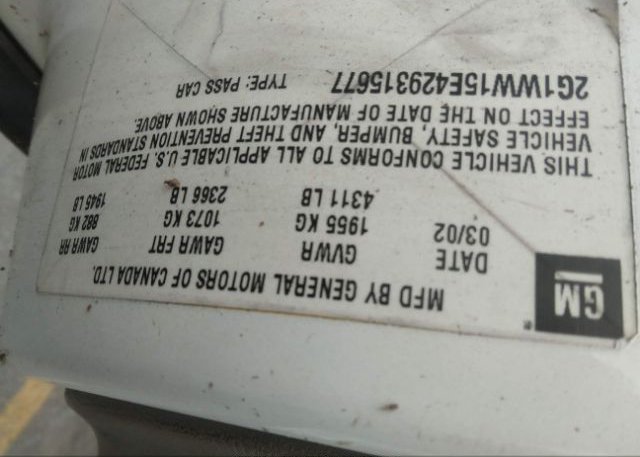 GM
MFD BY GENERAL MOTORS OF CANADA LTD.
DATE GVWR GAWR FRT GAWR RR
03/02 1955 KG 1073 KG 882 KG
4311 LB 2366 LB 1945 LB
THIS VEHICLE CONFORMS TO ALL APPLICABLE U.S. FEDERAL MOTOR
VEHICLE SAFETY, BUMPER, AND THEFT PREVENTION STANDARDS IN
EFFECT ON THE DATE OF MANUFACTURE SHOWN ABOVE.
2G1WW15E429315677 TYPE: PASS CAR